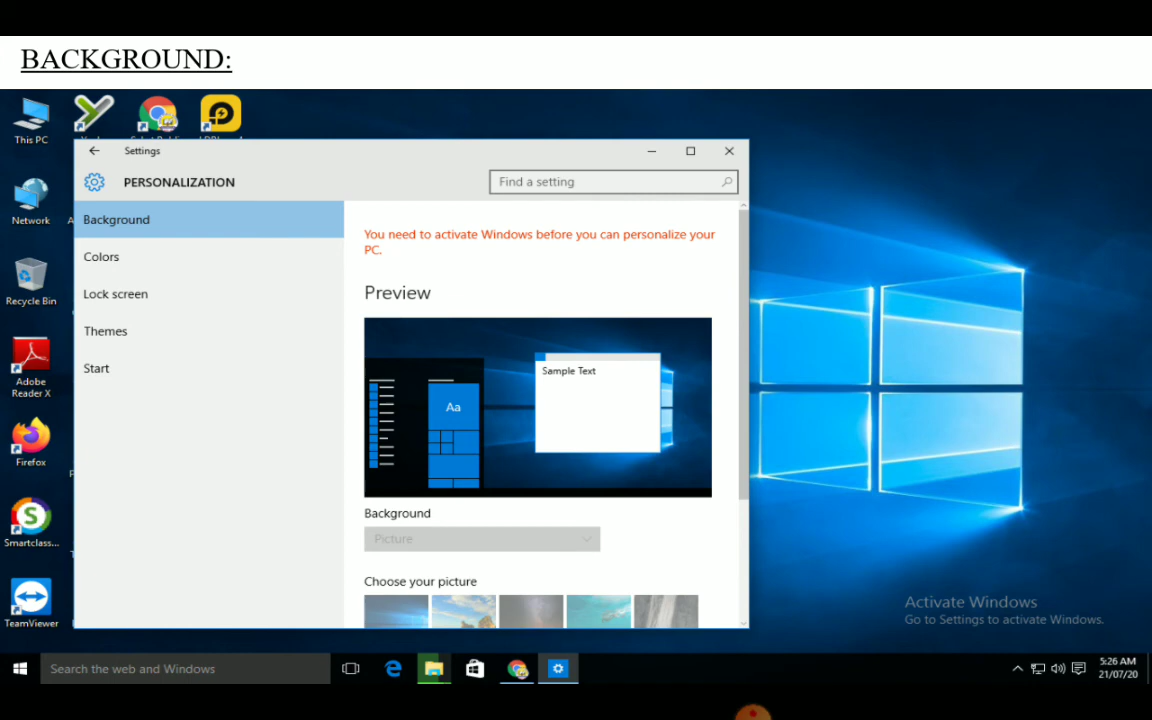 BACKGROUND:
This PC
Network
Recycle Bin
Adobe
Reader X
Firefox
Smartclass...
TeamViewer
Settings
PERSONALIZATION
Find a setting
Background
Colors
Lock screen
Themes
Start
You need to activate Windows before you can personalize your
PC.
Preview
Aa
Sample Text
Background
Picture
Choose your picture
Activate Windows
Go to Settings to activate Windows.
Search the web and Windows
5:26 AM
21/07/20